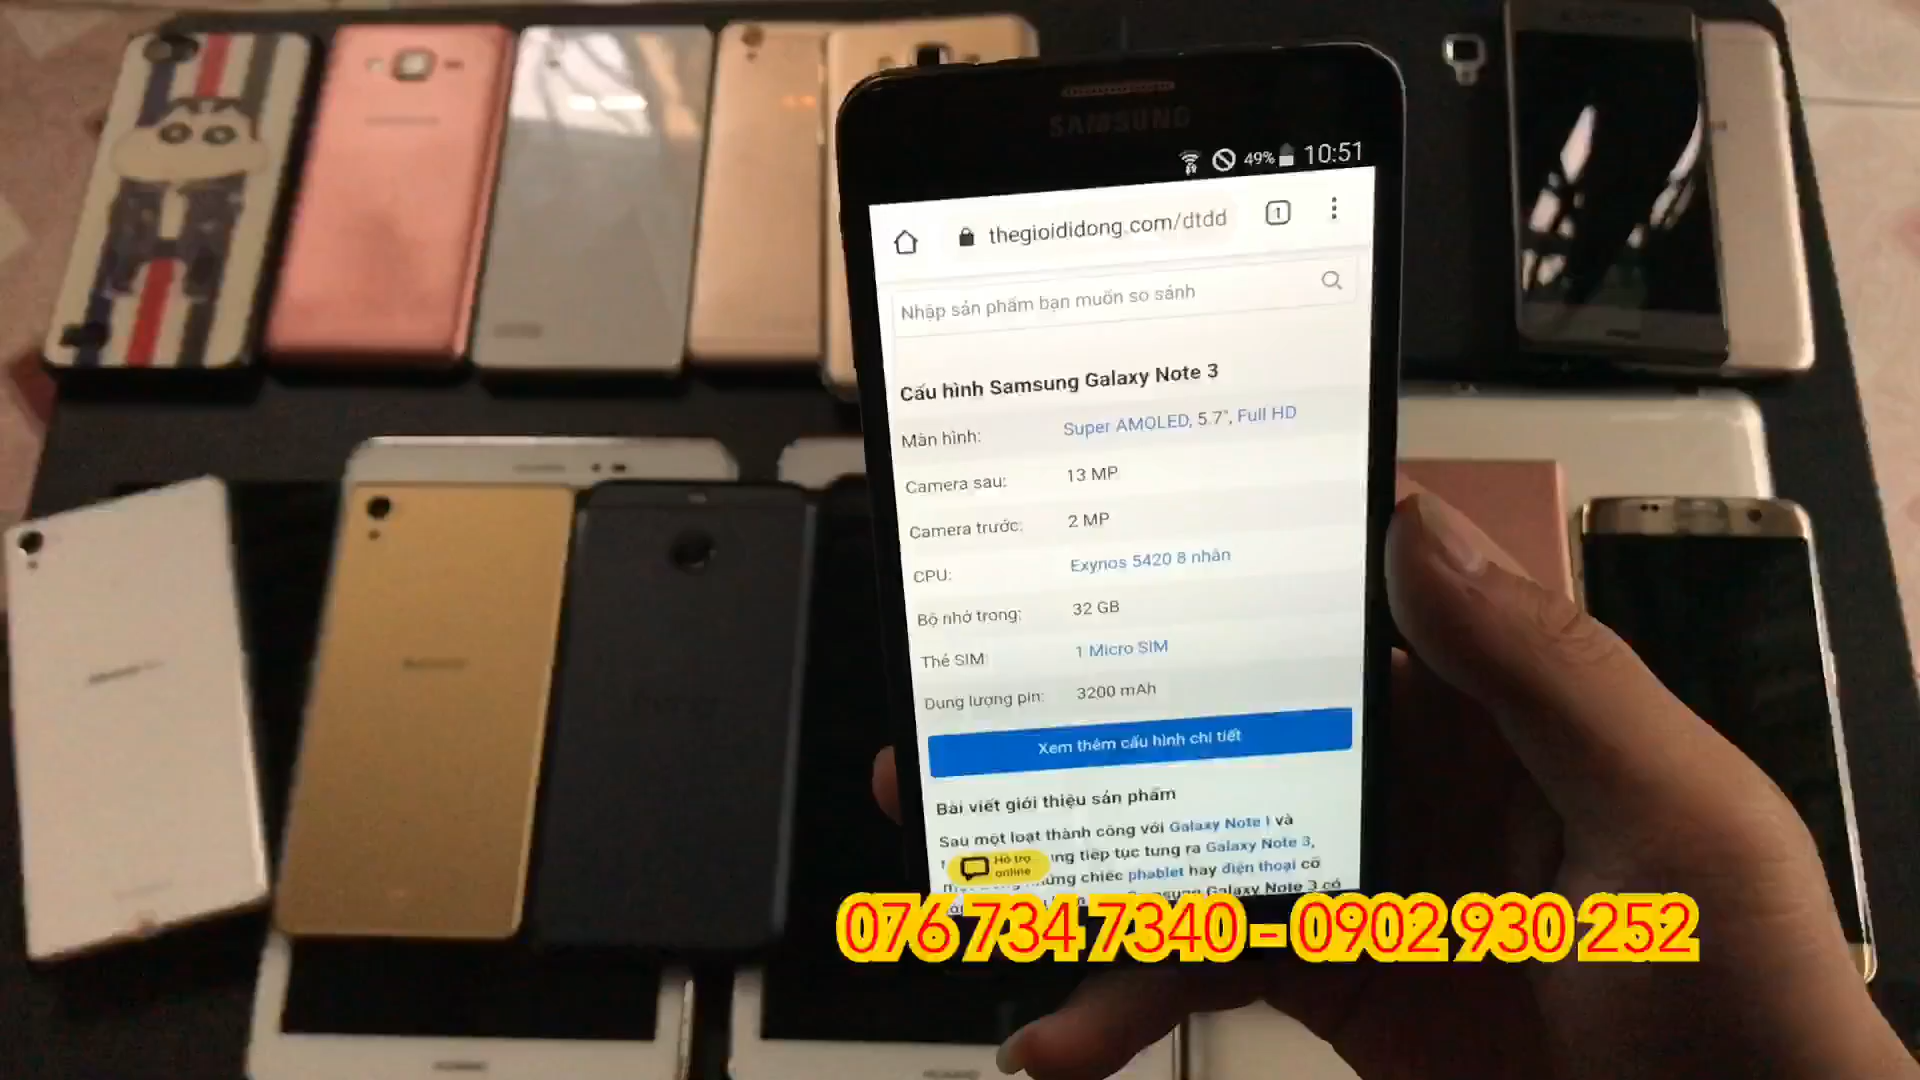 SAMSUNG
49% 10:51
thegioididong.com/dtdd
1
Nhập sản phẩm bạn muốn so sánh
Cấu hình Samsung Galaxy Note 3
Màn hình: Super AMOLED, 5.7", Full HD
Camera sau: 13 MP
Camera trước: 2 MP
CPU: Exynos 5420 8 nhân
Bộ nhớ trong: 32 GB
Thẻ SIM: 1 Micro SIM
Dung lượng pin: 3200 mAh
Xem thêm cấu hình chi tiết
Bài viết giới thiệu sản phẩm
Sau một loạt thành công với Galaxy Note I và
tiếp tục tung ra Galaxy Note 3,
những chiếc phablet hay điện thoại cỡ
Galaxy Note 3 có
Hỗ trợ
online
076 734 7340 - 0902 930 252